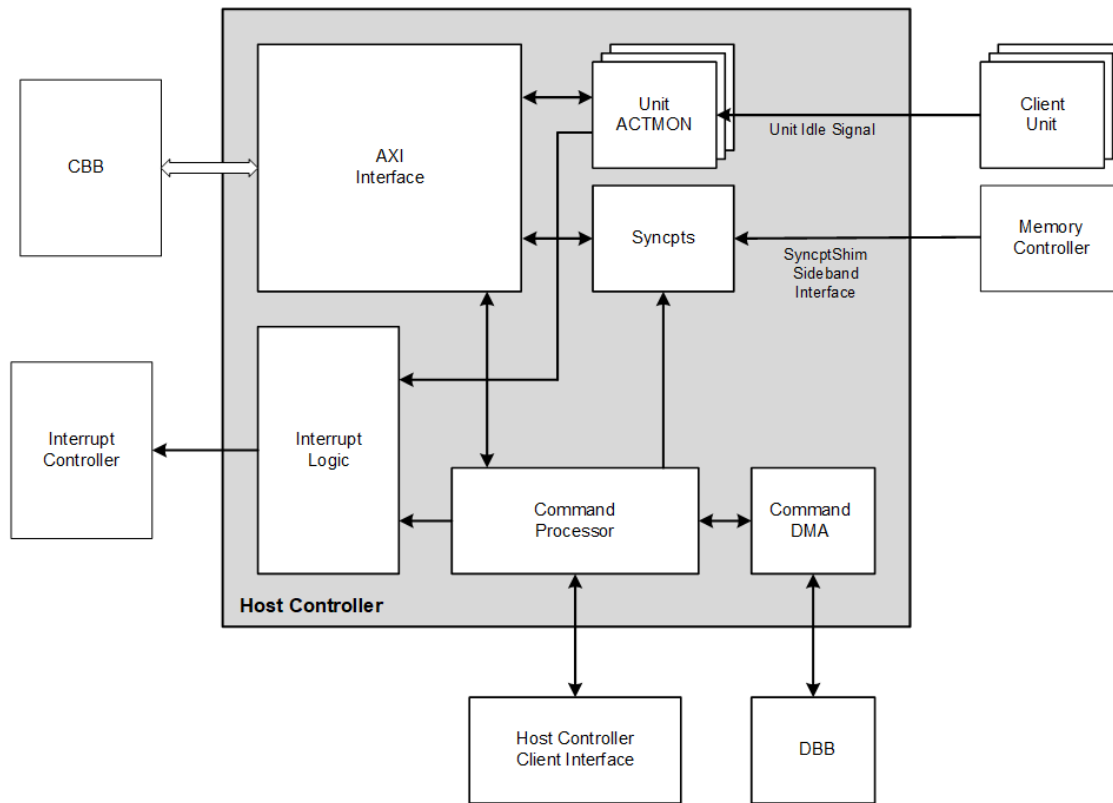 CBB
AXI
Interface
Unit
ACTMON
Unit Idle Signal
Client
Unit
Syncpts
SyncptShim
Sideband
Interface
Memory
Controller
Interrupt
Controller
Interrupt
Logic
Command
Processor
Command
DMA
Host Controller
Host Controller
Client Interface
DBB